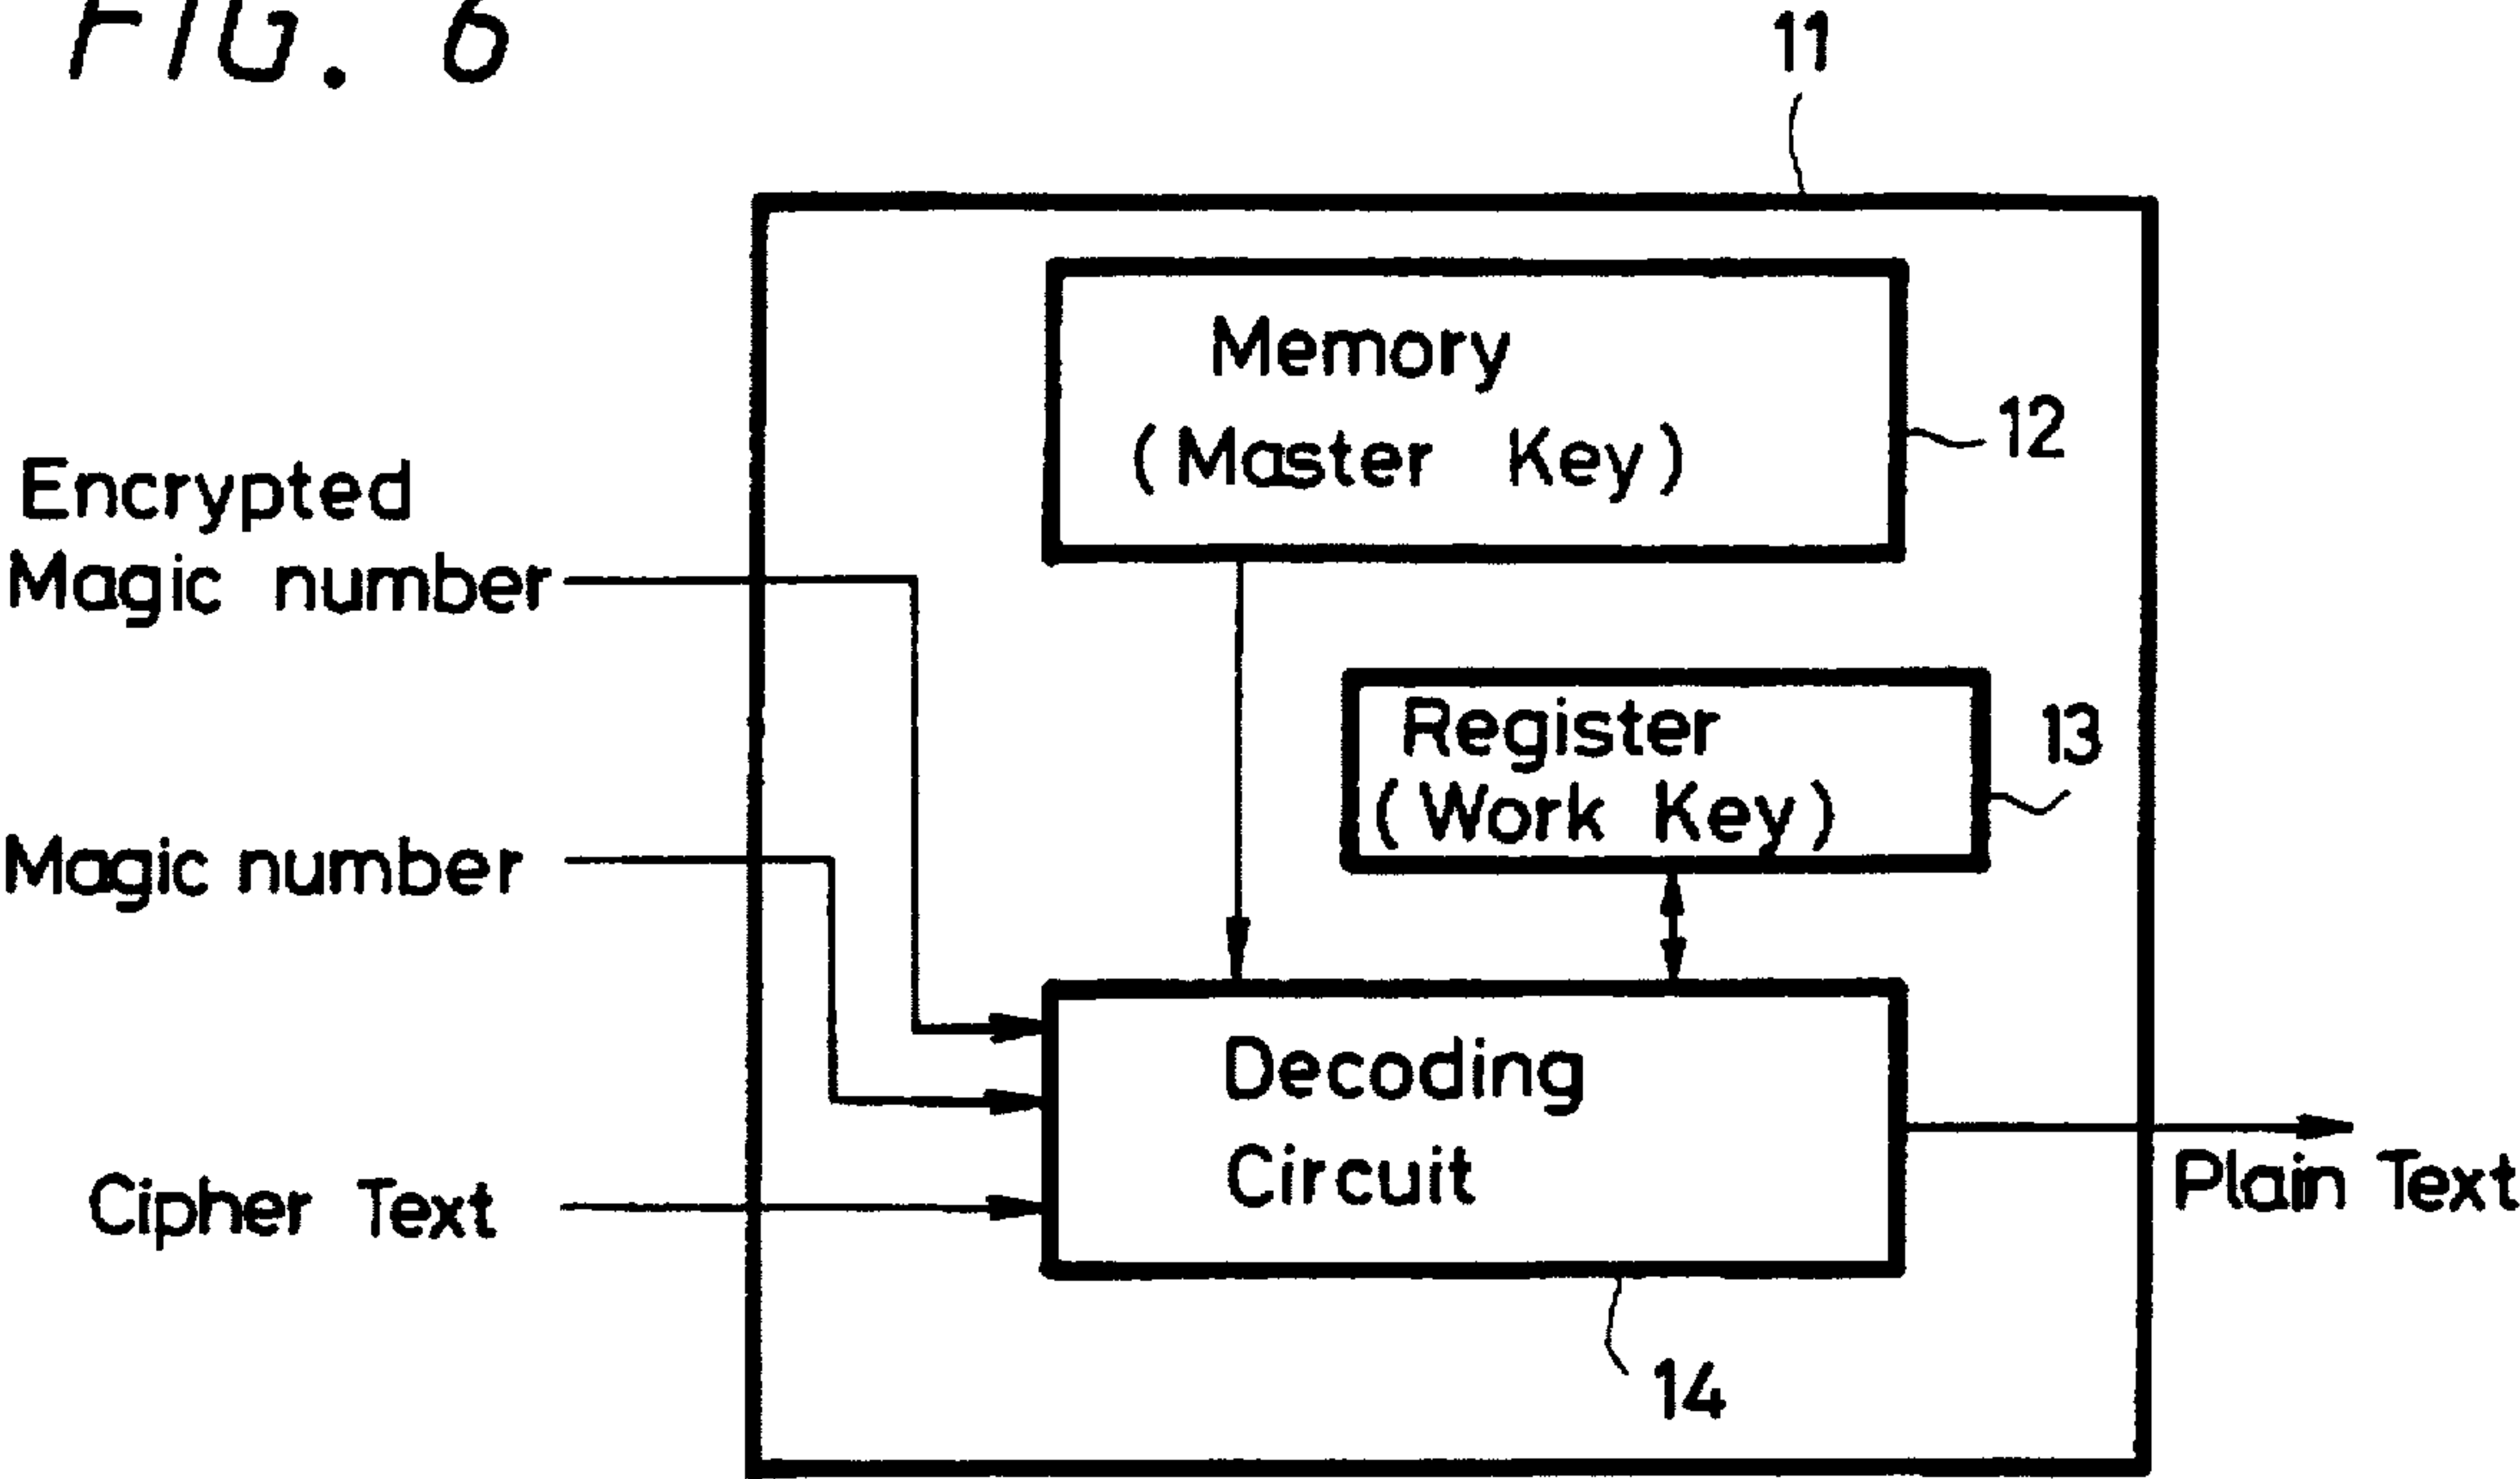 FIG. 6
11
Memory
(Master Key)
12
Encrypted
Magic number
Register
(Work Key)
13
Magic number
Decoding
Circuit
Cipher Text
Plain Text
14